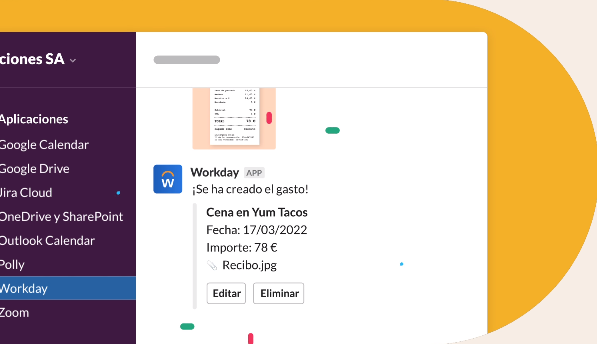 ciones SA
Aplicaciones
Google Calendar
Google Drive
Jira Cloud
OneDrive y SharePoint
Outlook Calendar
Polly
Workday
Zoom
Workday APP
¡Se ha creado el gasto!
Cena en Yum Tacos
Fecha: 17/03/2022
Importe: 78 €
Recibo.jpg
Editar Eliminar